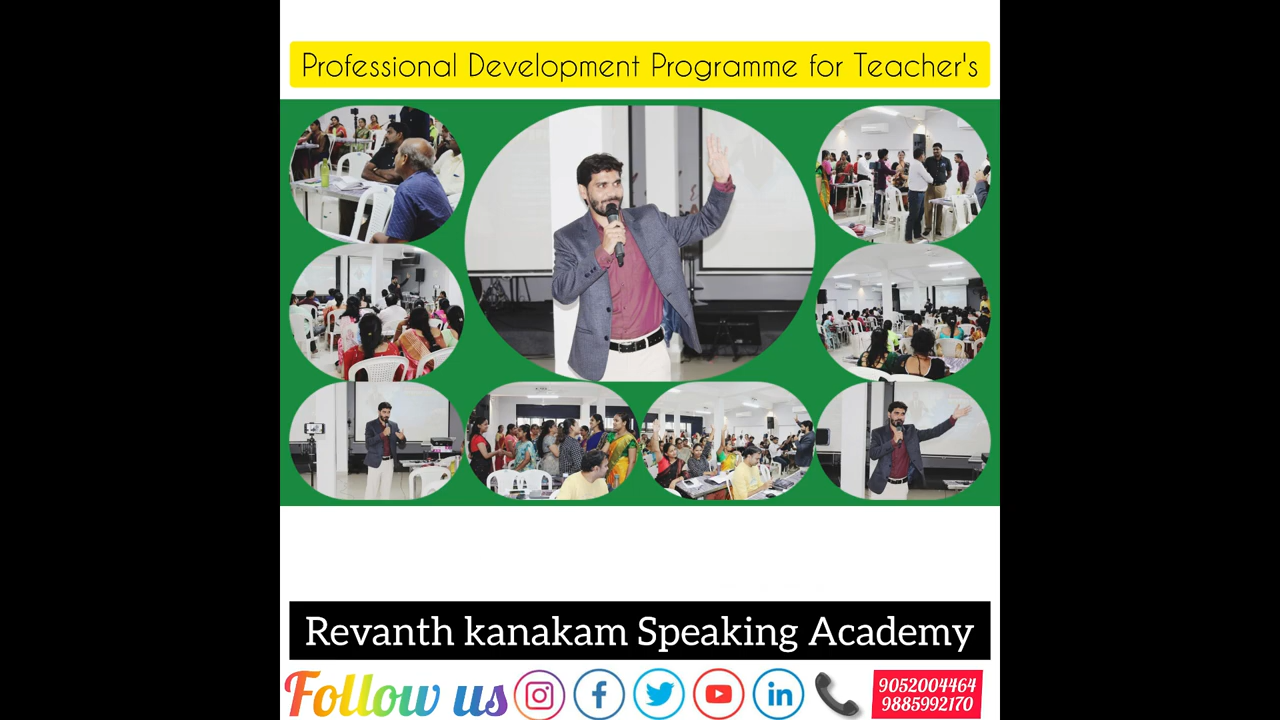 Professional Development Programme for Teacher's
Revanth kanakam Speaking Academy
Follow us
9052004464
9885992170